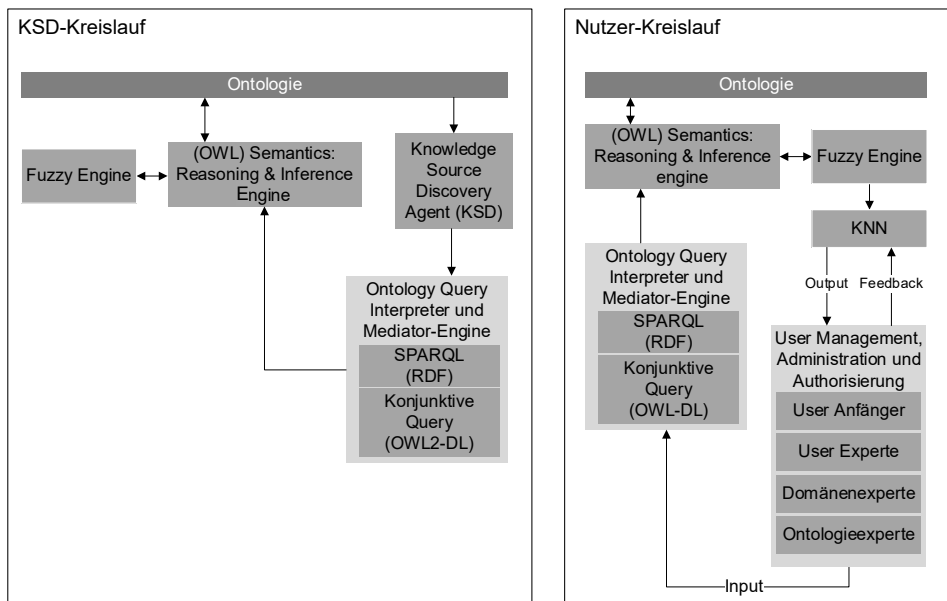 KSD-Kreislauf
Ontologie
Fuzzy Engine
(OWL) Semantics:
Reasoning & Inference
Engine
Knowledge
Source
Discovery
Agent (KSD)
Ontology Query
Interpreter und
Mediator-Engine
SPARQL
(RDF)
Konjunktive
Query
(OWL2-DL)
Nutzer-Kreislauf
Ontologie
(OWL) Semantics:
Reasoning & Inference
engine
Fuzzy Engine
KNN
Ontology Query
Interpreter und
Mediator-Engine
SPARQL
(RDF)
Konjunktive
Query
(OWL-DL)
Output
Feedback
User Management,
Administration und
Authorisierung
User Anfänger
User Experte
Domänenexperte
Ontologieexperte
Input